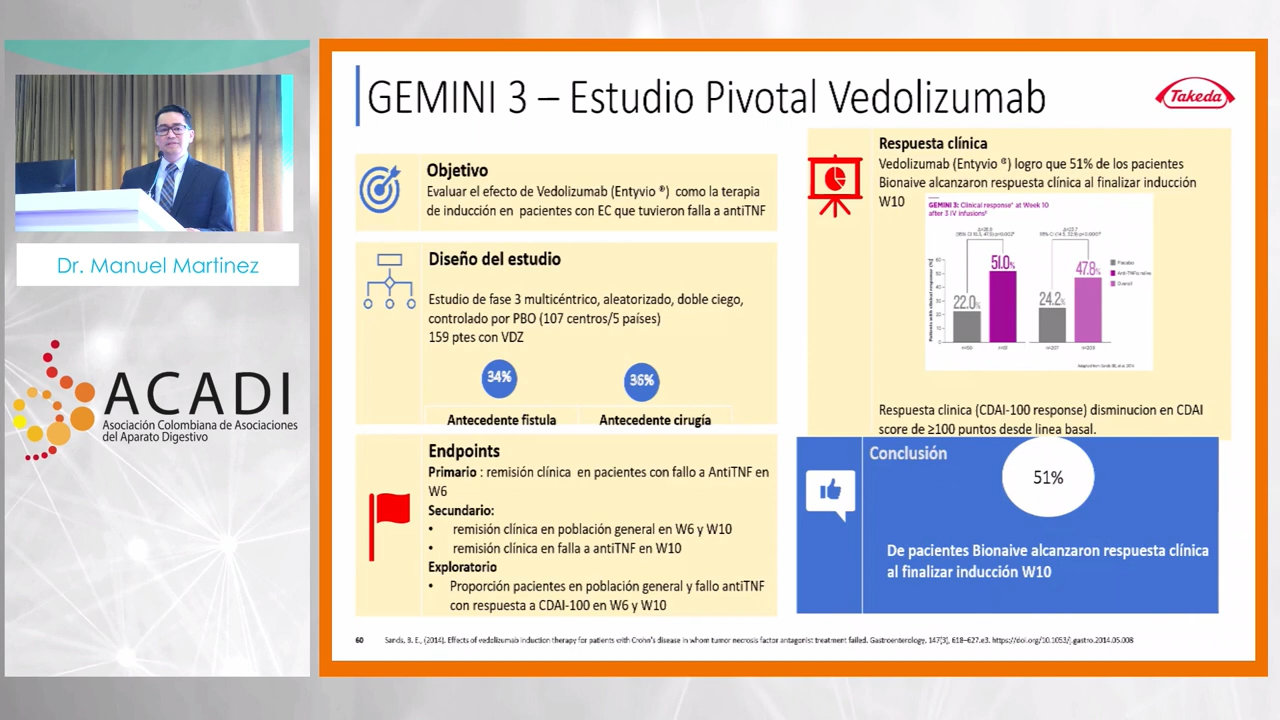 GEMINI 3 – Estudio Pivotal Vedolizumab
Takeda
Dr. Manuel Martinez
ACADI
Asociación Colombiana de Asociaciones
del Aparato Digestivo
Objetivo
Evaluar el efecto de Vedolizumab (Entyvio ®) como la terapia
de inducción en pacientes con EC que tuvieron falla a antiTNF
Diseño del estudio
Estudio de fase 3 multicéntrico, aleatorizado, doble ciego,
controlado por PBO (107 centros/5 países)
159 ptes con VDZ
34%
36%
Antecedente fistula
Antecedente cirugía
Endpoints
Primario : remisión clínica en pacientes con fallo a AntiTNF en
W6
Secundario:
• remisión clínica en población general en W6 y W10
• remisión clínica en falla a antiTNF en W10
Exploratorio
• Proporción pacientes en población general y fallo antiTNF
con respuesta a CDAI-100 en W6 y W10
Respuesta clínica
Vedolizumab (Entyvio ®) logro que 51% de los pacientes
Bionaive alcanzaron respuesta clínica al finalizar inducción
W10
GEMINI 3: Clinical response* at Week 10
after 3 IV infusions
Patients with clinical response (%)
22.0%
51.0%
24.2%
47.8%
Placebo
Anti-TNFα naive
Overall
Respuesta clinica (CDAI-100 response) disminucion en CDAI
score de ≥100 puntos desde linea basal.
Conclusión
51%
De pacientes Bionaive alcanzaron respuesta clínica
al finalizar inducción W10
60
Sands, B. E., (2014). Effects of vedolizumab induction therapy for patients with Crohn's disease in whom tumor necrosis factor antagonist treatment failed. Gastroenterology, 147(3), 618–627.e3. https://doi.org/10.1053/j.gastro.2014.05.008